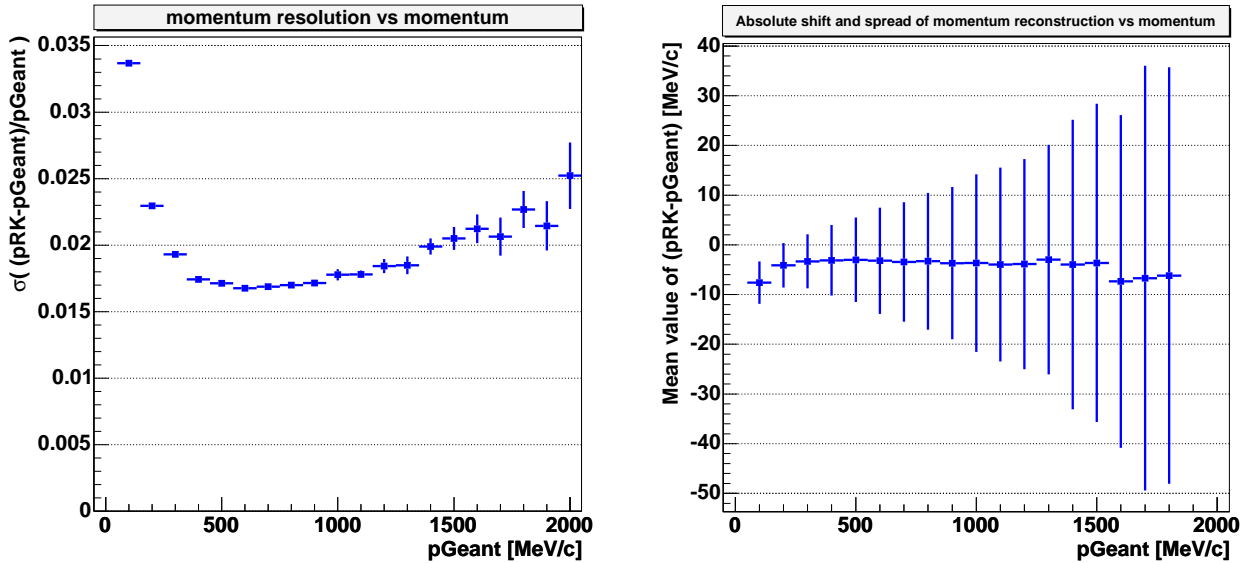 momentum resolution vs momentum
σ( (pRK-pGeant)/pGeant )
0.035
0.03
0.025
0.02
0.015
0.01
0.005
0
0 500 1000 1500 2000
pGeant [MeV/c]
Absolute shift and spread of momentum reconstruction vs momentum
Mean value of (pRK-pGeant) [MeV/c]
40
30
20
10
0
-10
-20
-30
-40
-50
0 500 1000 1500 2000
pGeant [MeV/c]